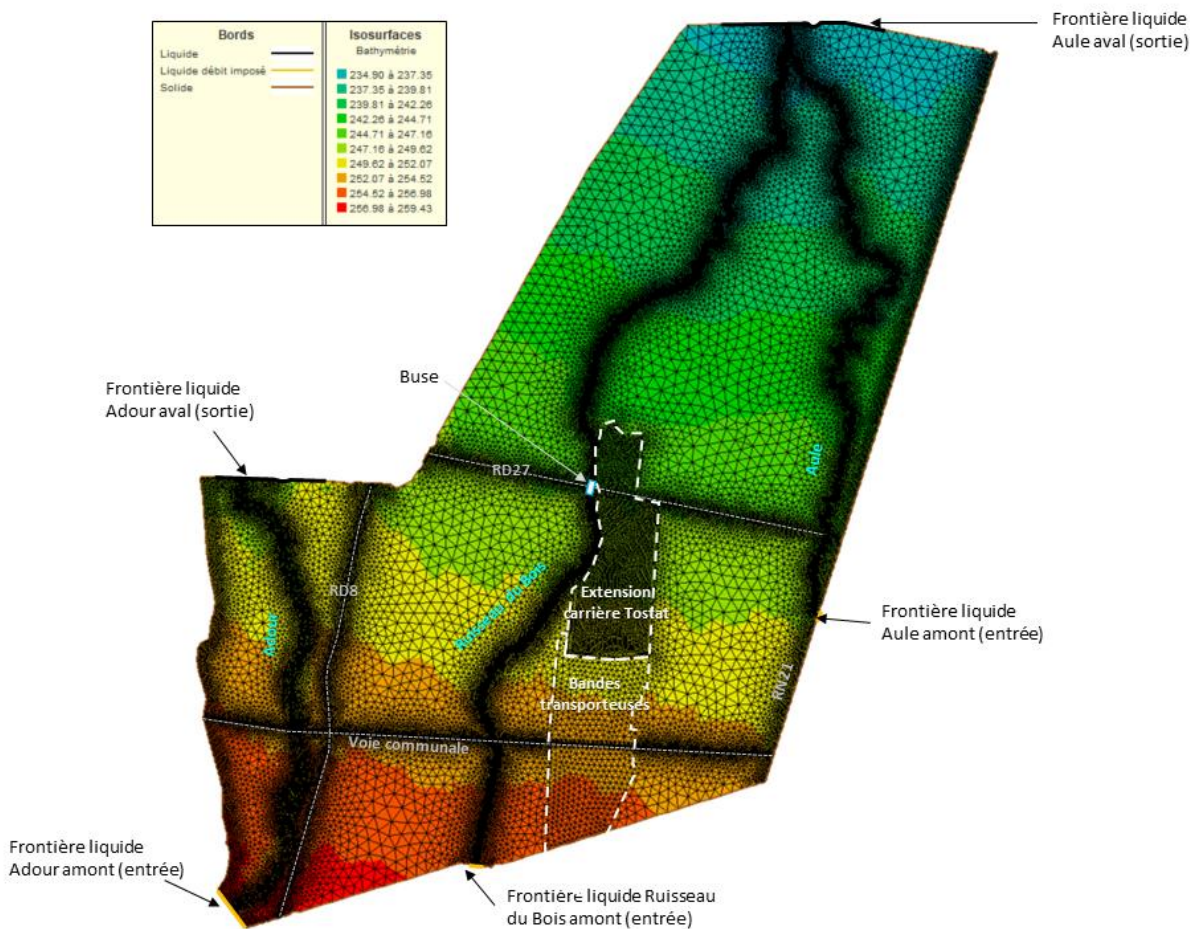 Bords
Liquide
Liquide débit imposé
Solide
Isosurfaces
Bathymétrie
234.90 à 237.35
237.35 à 239.81
239.81 à 242.26
242.26 à 244.71
244.71 à 247.16
247.16 à 249.62
249.62 à 252.07
252.07 à 254.52
254.52 à 256.98
256.98 à 259.43
Frontière liquide
Aule aval (sortie)
Buse
Frontière liquide
Adour aval (sortie)
RD27
Aule
RD8
Adour
Ruisseau du Bois
Extension
carrière Tostat
Frontière liquide
Aule amont (entrée)
RN21
Bandes
transporteuses
Voie communale
Frontière liquide
Adour amont (entrée)
Frontière liquide Ruisseau
du Bois amont (entrée)